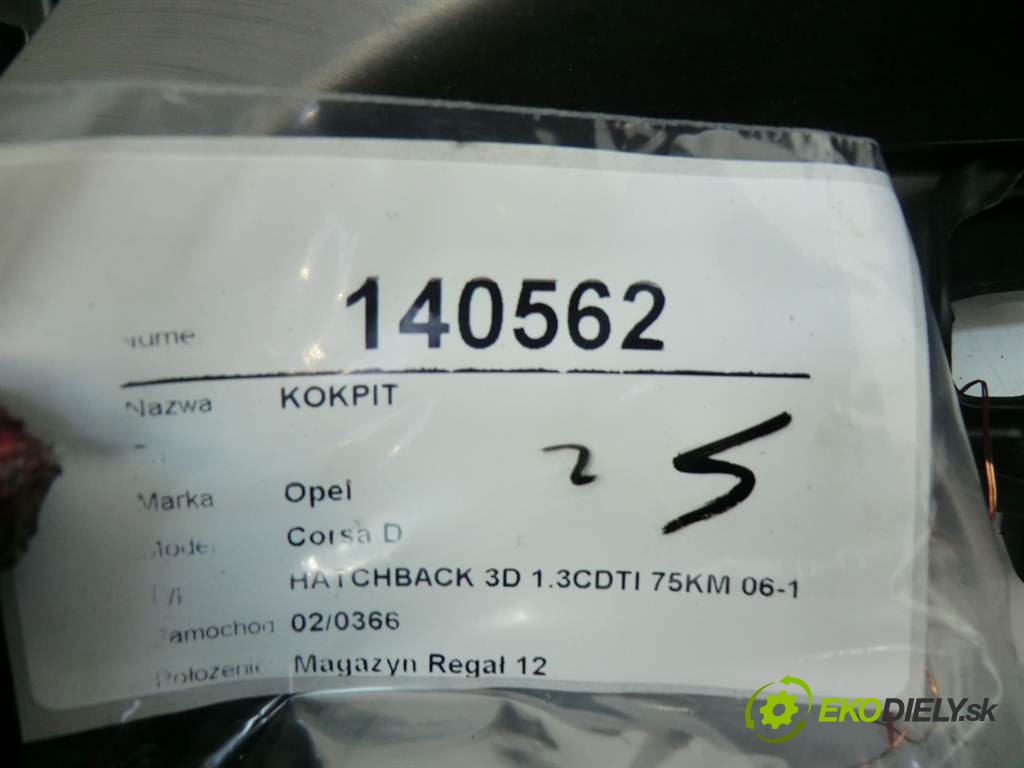 140562
Nazwa KOKPIT
2 5
Marka Opel
Model Corsa D
HATCHBACK 3D 1.3CDTI 75KM 06-1
Samochod 02/0366
Położenie Magazyn Regał 12
EKODIELY.sk